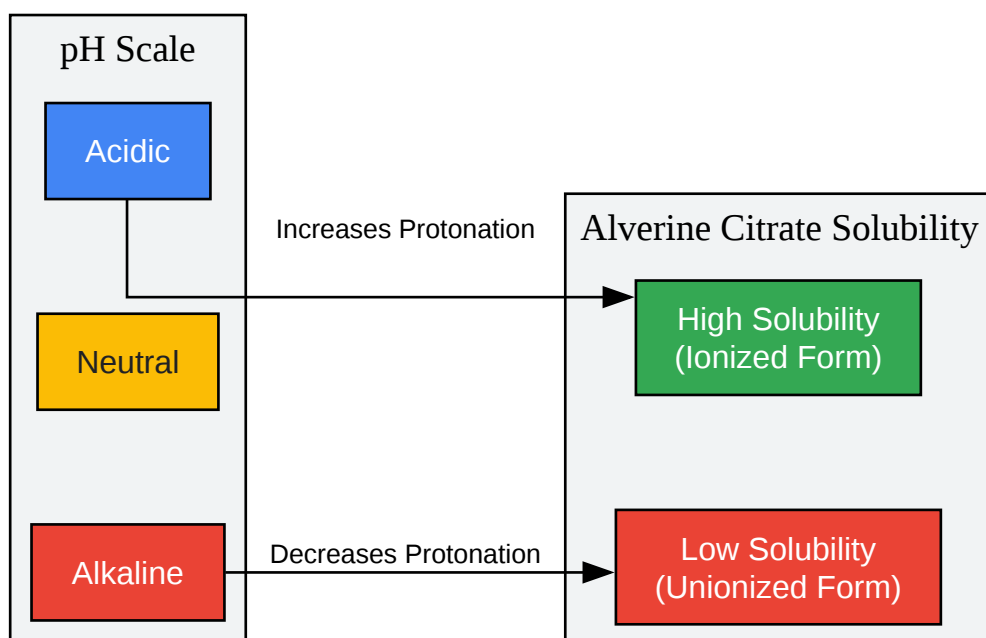 pH Scale
Acidic
Increases Protonation
Alverine Citrate Solubility
High Solubility
(Ionized Form)
Neutral
Alkaline
Decreases Protonation
Low Solubility
(Unionized Form)